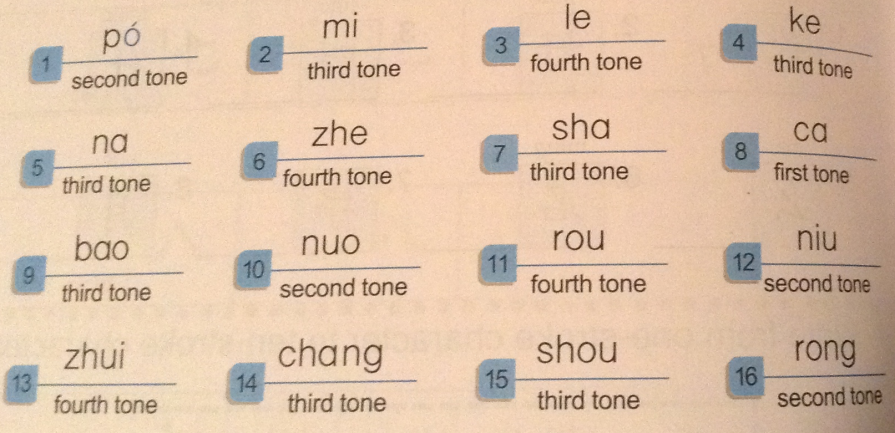 1 pó
second tone
2 mi
third tone
3 le
fourth tone
4 ke
third tone
5 na
third tone
6 zhe
fourth tone
7 sha
third tone
8 ca
first tone
9 bao
third tone
10 nuo
second tone
11 rou
fourth tone
12 niu
second tone
13 zhui
fourth tone
14 chang
third tone
15 shou
third tone
16 rong
second tone